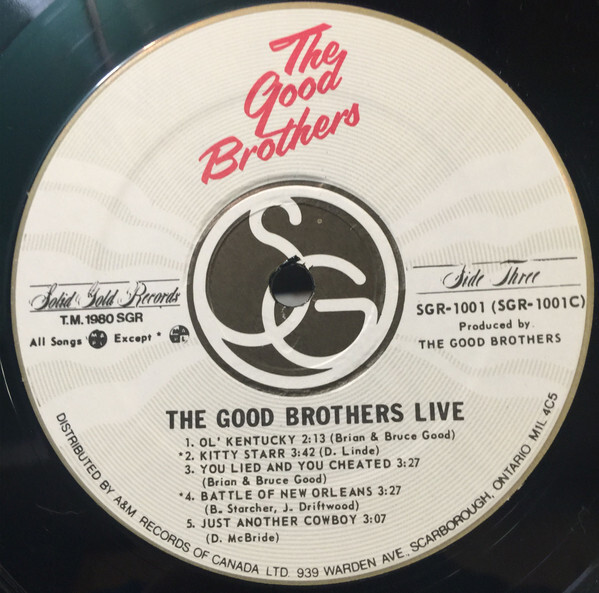 The
Good
Brothers
SG
Solid Gold Records
T.M. 1980 SGR
All Songs Except *
Side Three
SGR-1001 (SGR-1001C)
Produced by
THE GOOD BROTHERS
THE GOOD BROTHERS LIVE
1. OL' KENTUCKY 2:13 (Brian & Bruce Good)
*2. KITTY STARR 3:42 (D. Linde)
3. YOU LIED AND YOU CHEATED 3:27
(Brian & Bruce Good)
*4. BATTLE OF NEW ORLEANS 3:27
(B. Starcher, J. Driftwood)
5. JUST ANOTHER COWBOY 3:07
(D. McBride)
DISTRIBUTED BY A&M RECORDS OF CANADA LTD. 939 WARDEN AVE., SCARBOROUGH, ONTARIO M1L 4C5